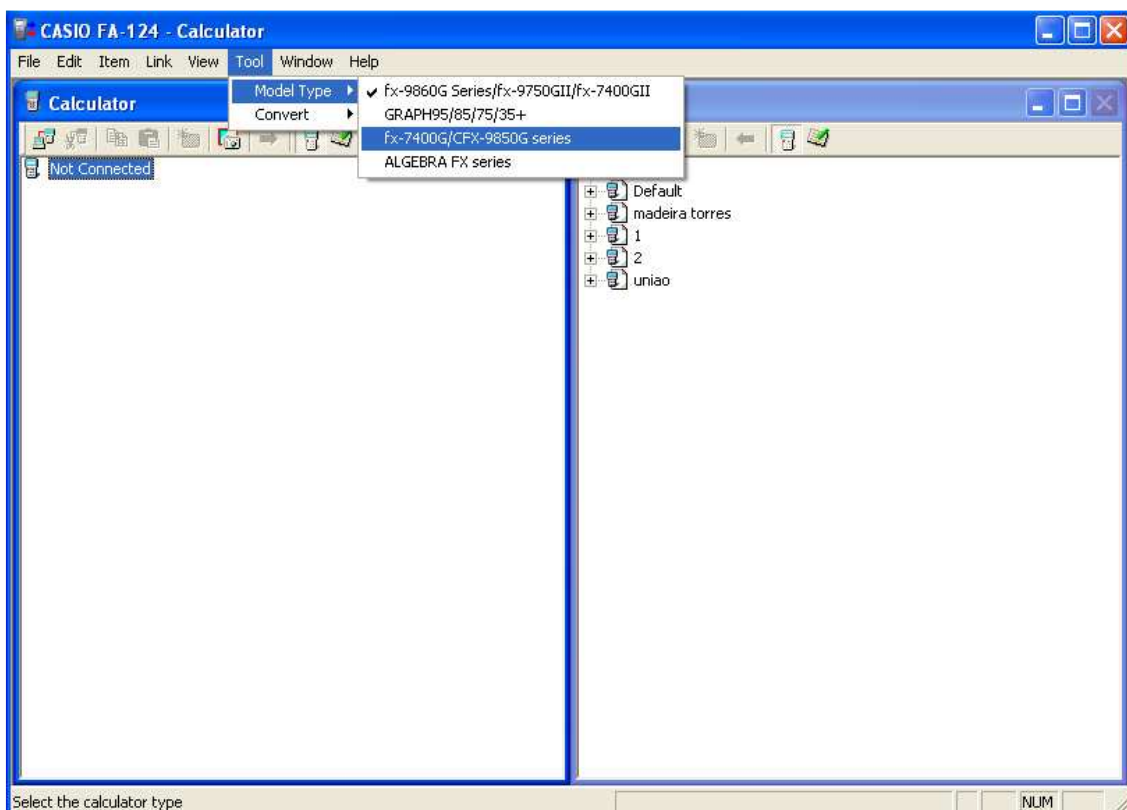 CASIO FA-124 - Calculator
File Edit Item Link View Tool Window Help
Calculator
Model Type
Convert
fx-9860G Series/fx-9750GII/fx-7400GII
GRAPH95/85/75/35+
fx-7400G/CFX-9850G series
ALGEBRA FX series
Not Connected
Default
madeira torres
1
2
uniao
Select the calculator type
NUM